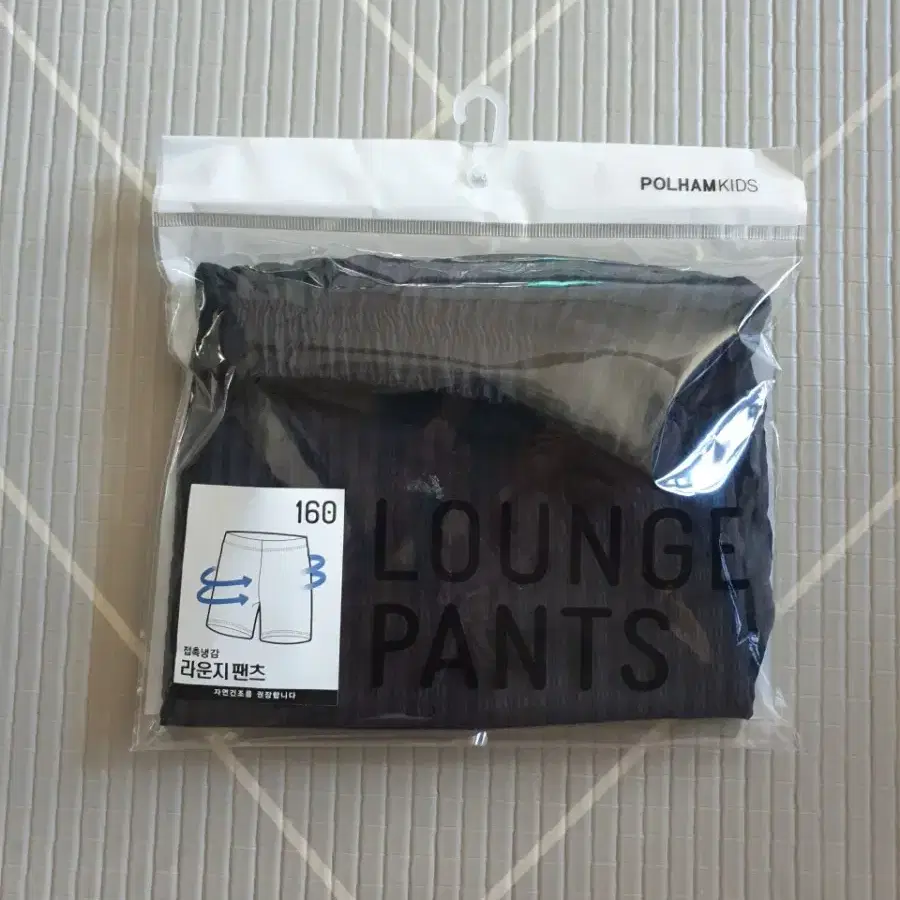 POLHAMKIDS
160
접촉냉감
라운지 팬츠
자연건조를 권장합니다
LOUNGE
PANTS